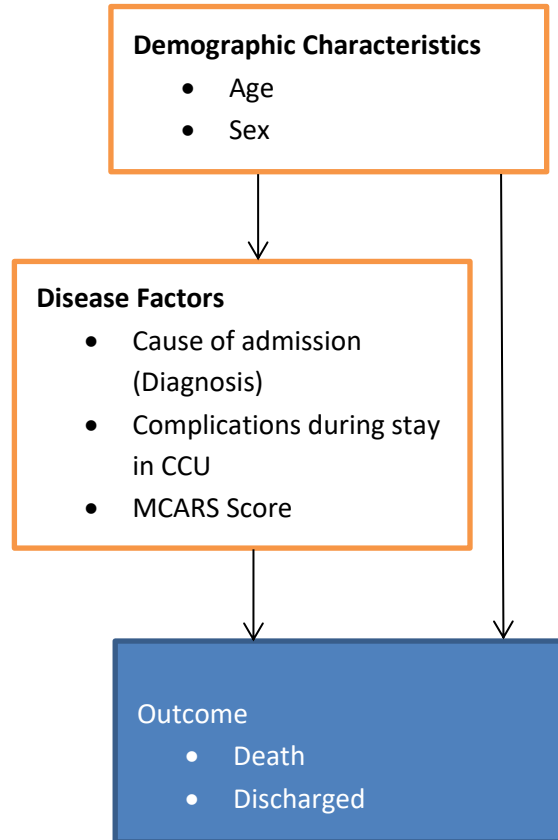 Demographic Characteristics
• Age
• Sex
Disease Factors
• Cause of admission
(Diagnosis)
• Complications during stay
in CCU
• MCARS Score
Outcome
• Death
• Discharged